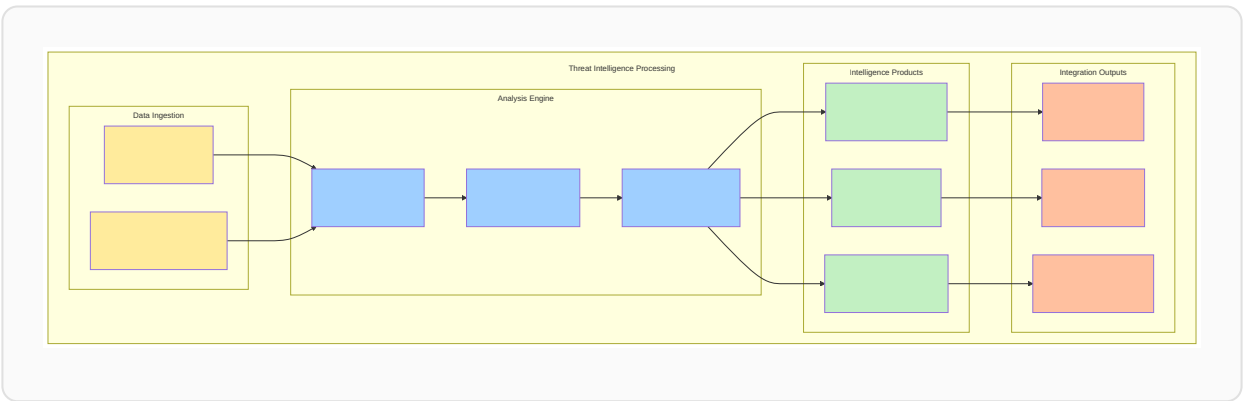 Threat Intelligence Processing
Data Ingestion
Analysis Engine
Intelligence Products
Integration Outputs